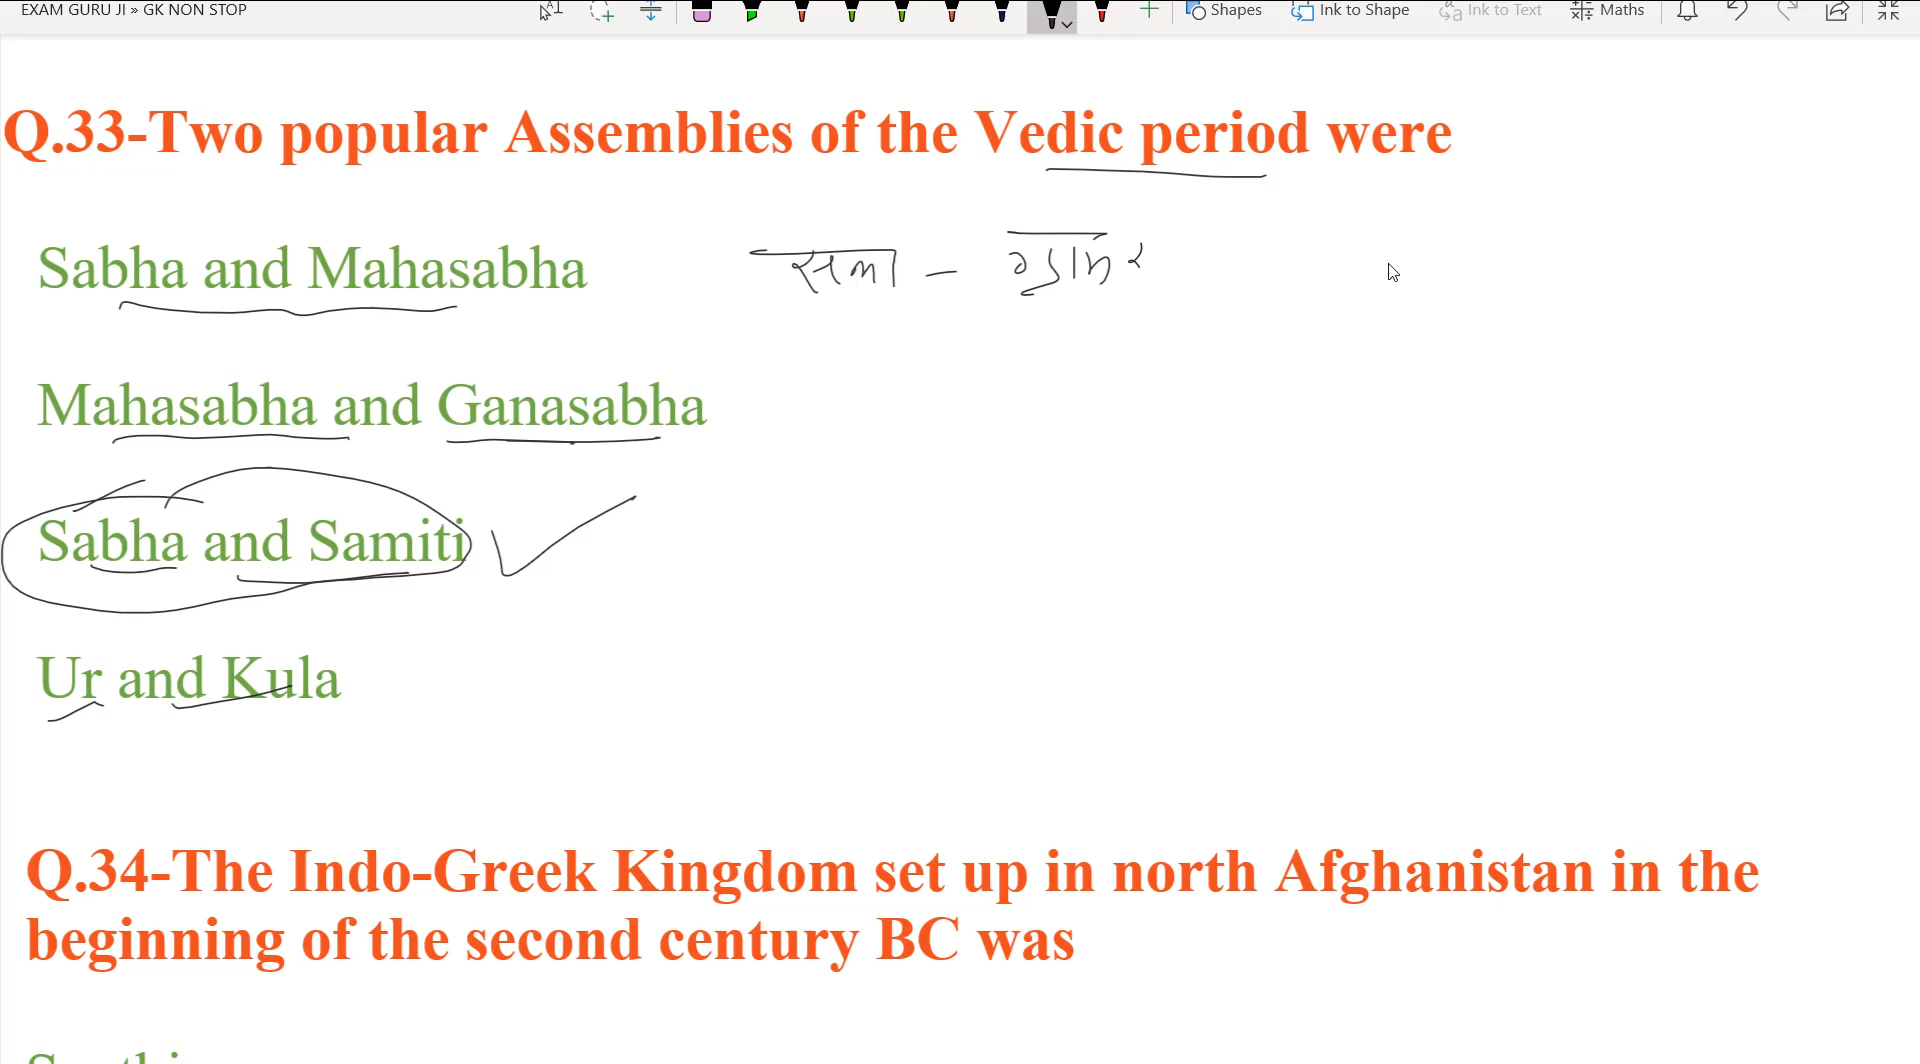 EXAM GURU JI » GK NON STOP
Shapes Ink to Shape Ink to Text Maths
Q.33-Two popular Assemblies of the Vedic period were
Sabha and Mahasabha
सभा –
Mahasabha and Ganasabha
Sabha and Samiti
Ur and Kula
Q.34-The Indo-Greek Kingdom set up in north Afghanistan in the
beginning of the second century BC was